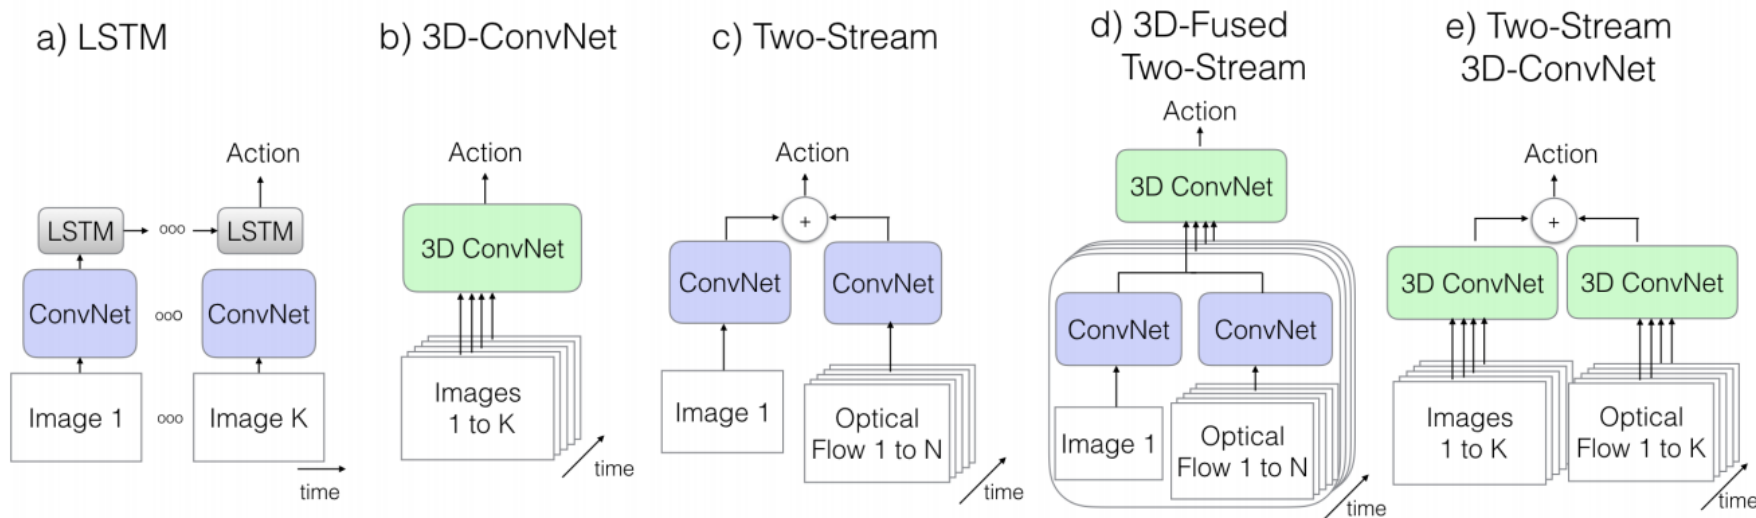 a) LSTM
Action
LSTM
ooo
LSTM
ConvNet
ooo
ConvNet
Image 1
ooo
Image K
time
b) 3D-ConvNet
Action
3D ConvNet
Images
1 to K
time
c) Two-Stream
Action
+
ConvNet
ConvNet
Image 1
Optical
Flow 1 to N
time
d) 3D-Fused
Two-Stream
Action
3D ConvNet
ConvNet
ConvNet
Image 1
Optical
Flow 1 to N
time
e) Two-Stream
3D-ConvNet
Action
+
3D ConvNet
3D ConvNet
Images
1 to K
Optical
Flow 1 to K
time